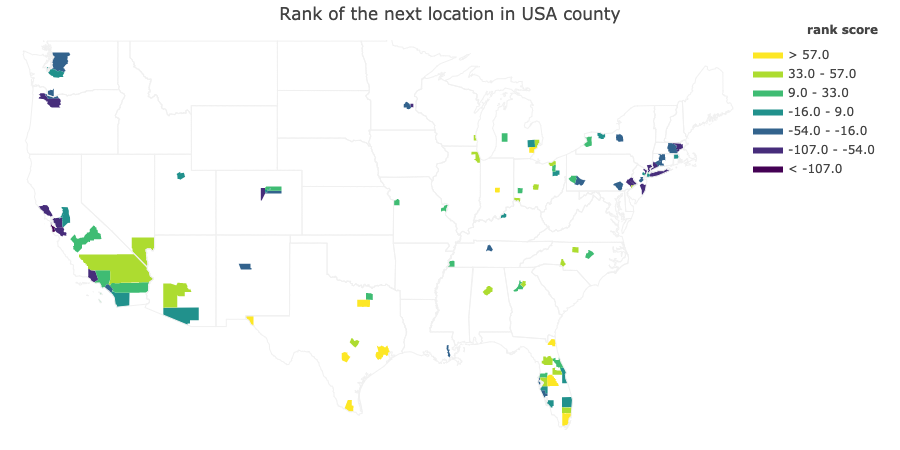 Rank of the next location in USA county
rank score
> 57.0
33.0 - 57.0
9.0 - 33.0
-16.0 - 9.0
-54.0 - -16.0
-107.0 - -54.0
< -107.0